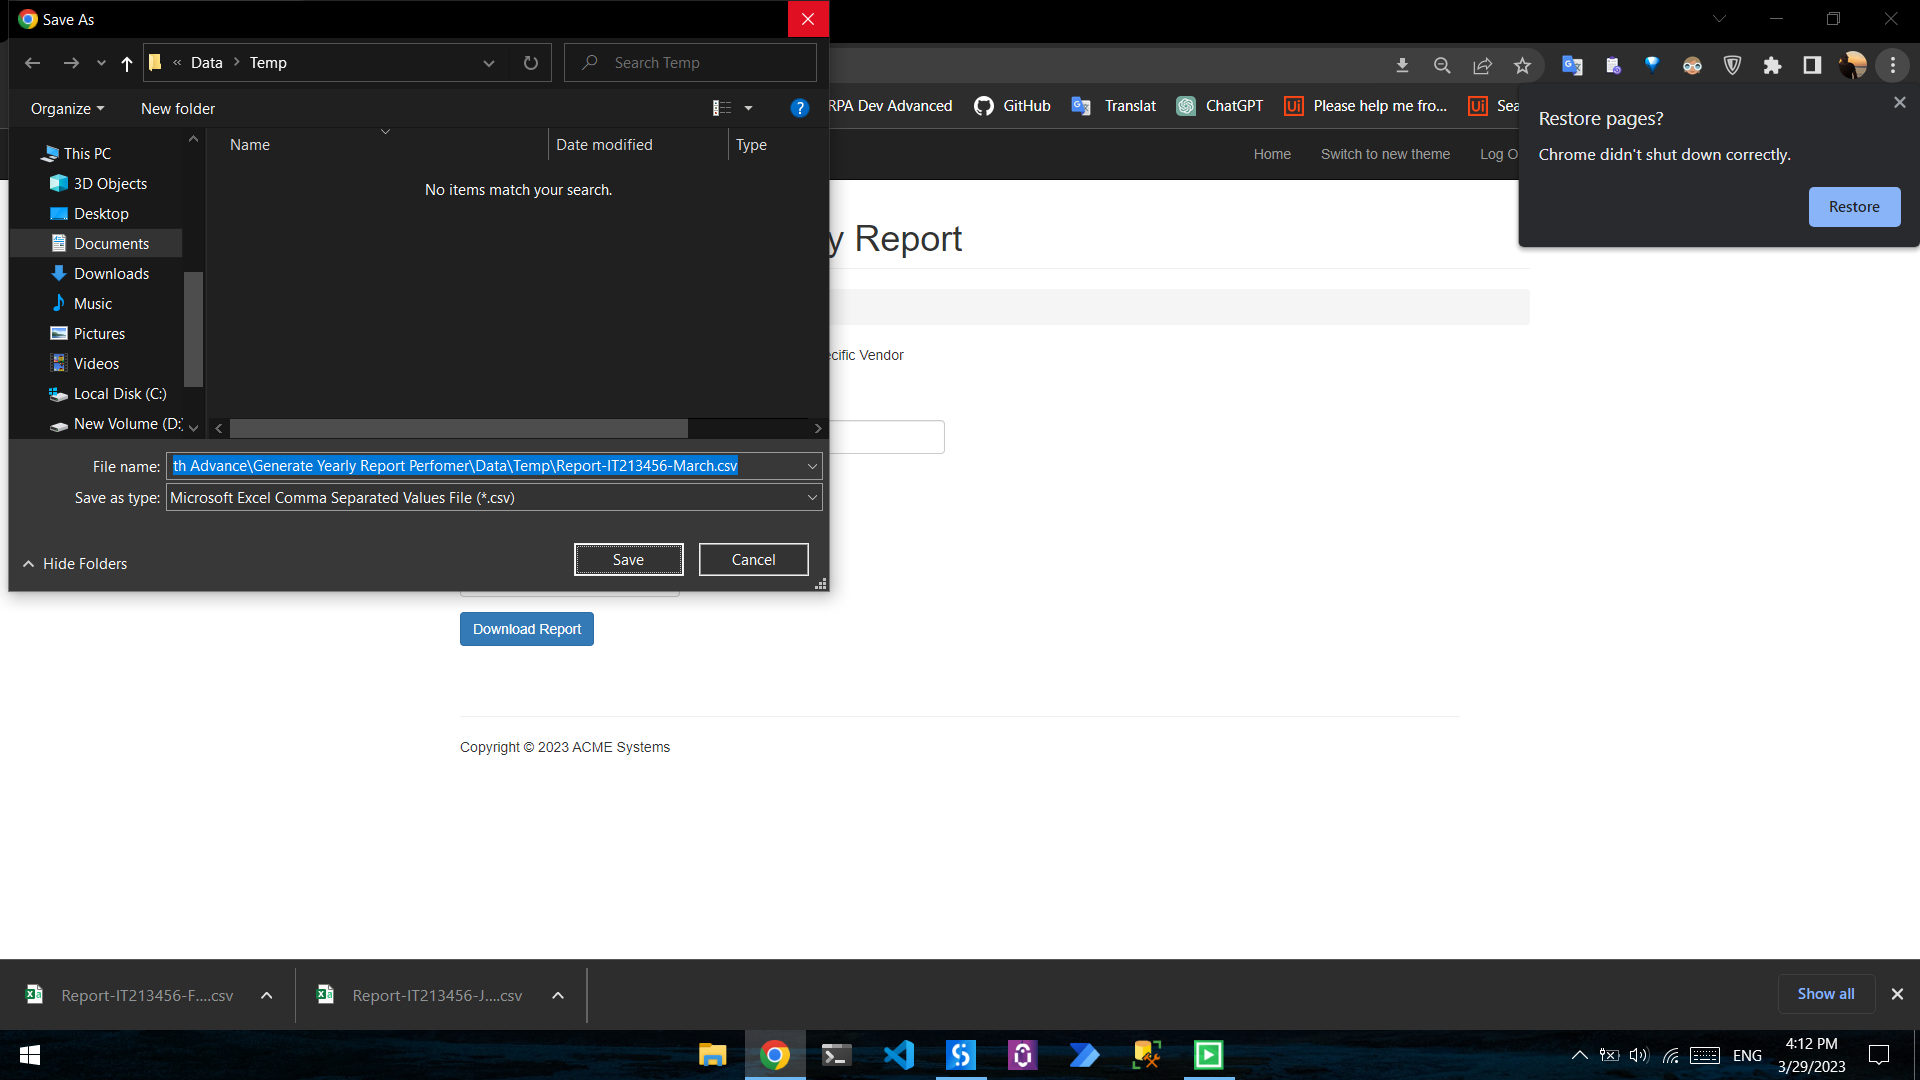 Save As
« Data > Temp
Search Temp
Organize
New folder
?
RPA Dev Advanced
GitHub
Translat
ChatGPT
Ui Please help me fro...
Ui Sea
Restore pages?
Chrome didn't shut down correctly.
Restore
Name
Date modified
Type
No items match your search.
This PC
3D Objects
Desktop
Documents
Downloads
Music
Pictures
Videos
Local Disk (C:)
New Volume (D:)
Home
Switch to new theme
Log O
y Report
ecific Vendor
File name: th Advance\Generate Yearly Report Perfomer\Data\Temp\Report-IT213456-March.csv
Save as type: Microsoft Excel Comma Separated Values File (*.csv)
Hide Folders
Save
Cancel
Download Report
Copyright © 2023 ACME Systems
Report-IT213456-F....csv
Report-IT213456-J....csv
Show all
ENG
4:12 PM
3/29/2023